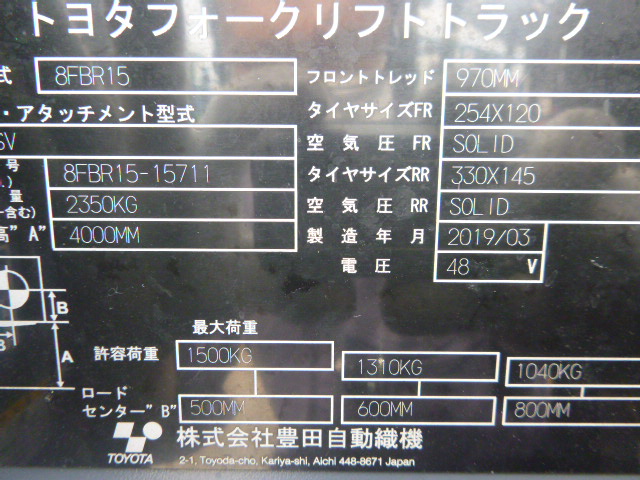 トヨタフォークリフトトラック
式 8FBR15 フロントトレッド 970MM
・アタッチメント型式 タイヤサイズFR 254X120
SV 空気圧 FR SOLID
号 8FBR15-15711 タイヤサイズRR 330X145
.)
量 2350KG 空気圧 RR SOLID
ー含む)
高"A" 4000MM 製造年月 2019/03
電圧 48 V
B
B A
最大荷重
許容荷重 1500KG 1310KG 1040KG
ロード
センター"B" 500MM 600MM 800MM
TOYOTA 株式会社豊田自動織機
2-1, Toyoda-cho, Kariya-shi, Aichi 448-8671 Japan